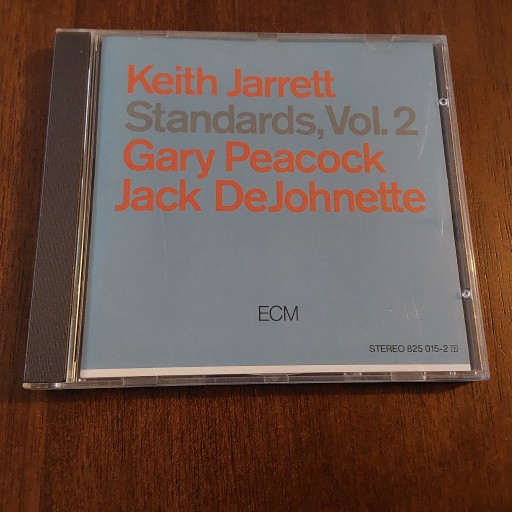 Keith Jarrett
Standards, Vol. 2
Gary Peacock
Jack DeJohnette
ECM
STEREO 825 015-2 Y